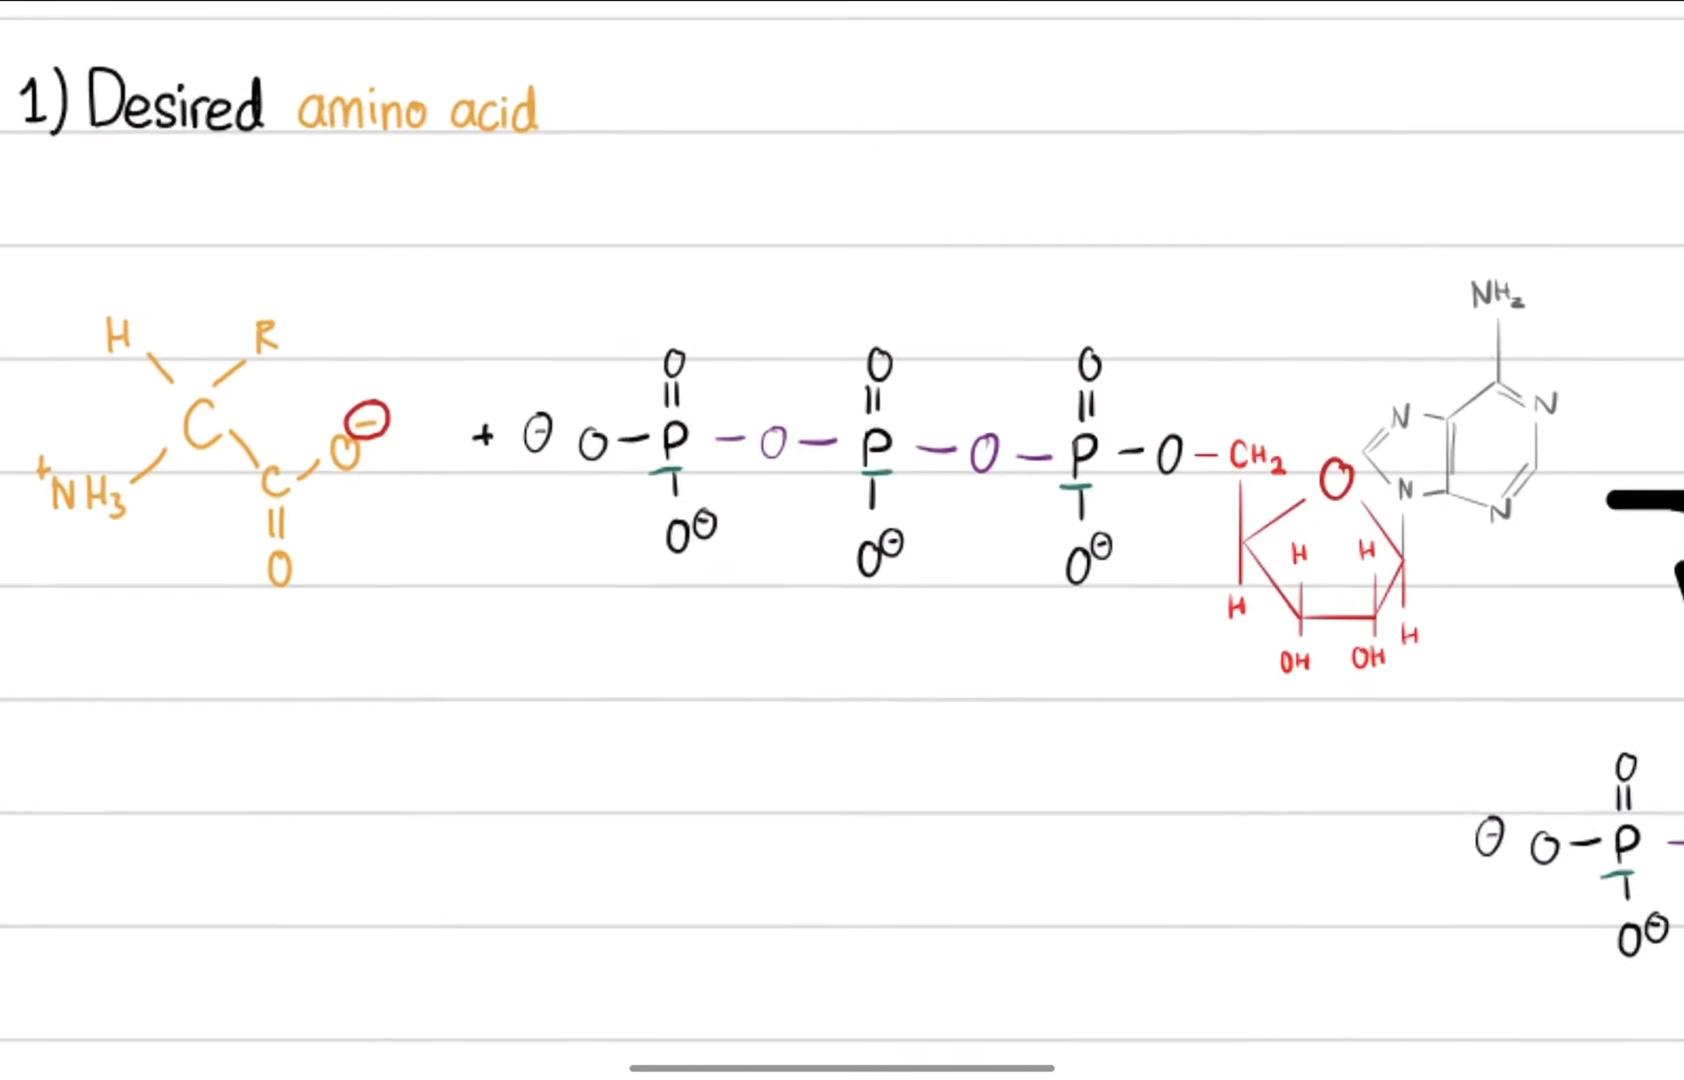 1) Desired amino acid
NH₂
H R O O O
N N
C O⊖ + ⊖ O-P-O-P-O-P-O-CH₂ O
⁺NH₃ C N N
O O⊖ O⊖ O⊖ H H
H H
OH OH
O
⊖ O-P-
O⊖